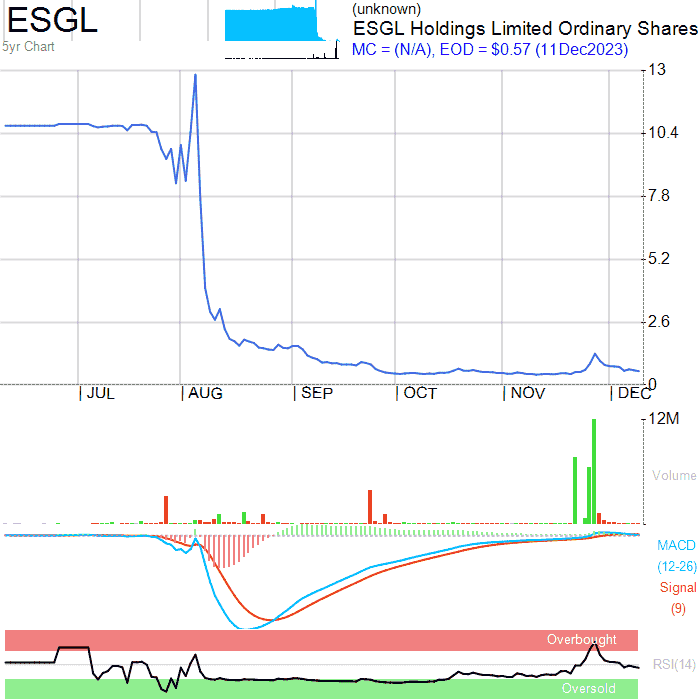 ESGL
(unknown)
ESGL Holdings Limited Ordinary Shares
5yr Chart
MC = (N/A), EOD = $0.57 (11Dec2023)
13
10.4
7.8
5.2
2.6
0
| JUL
| AUG
| SEP
| OCT
| NOV
| DEC
12M
Volume
MACD
(12-26)
Signal
(9)
Overbought
RSI(14)
Oversold